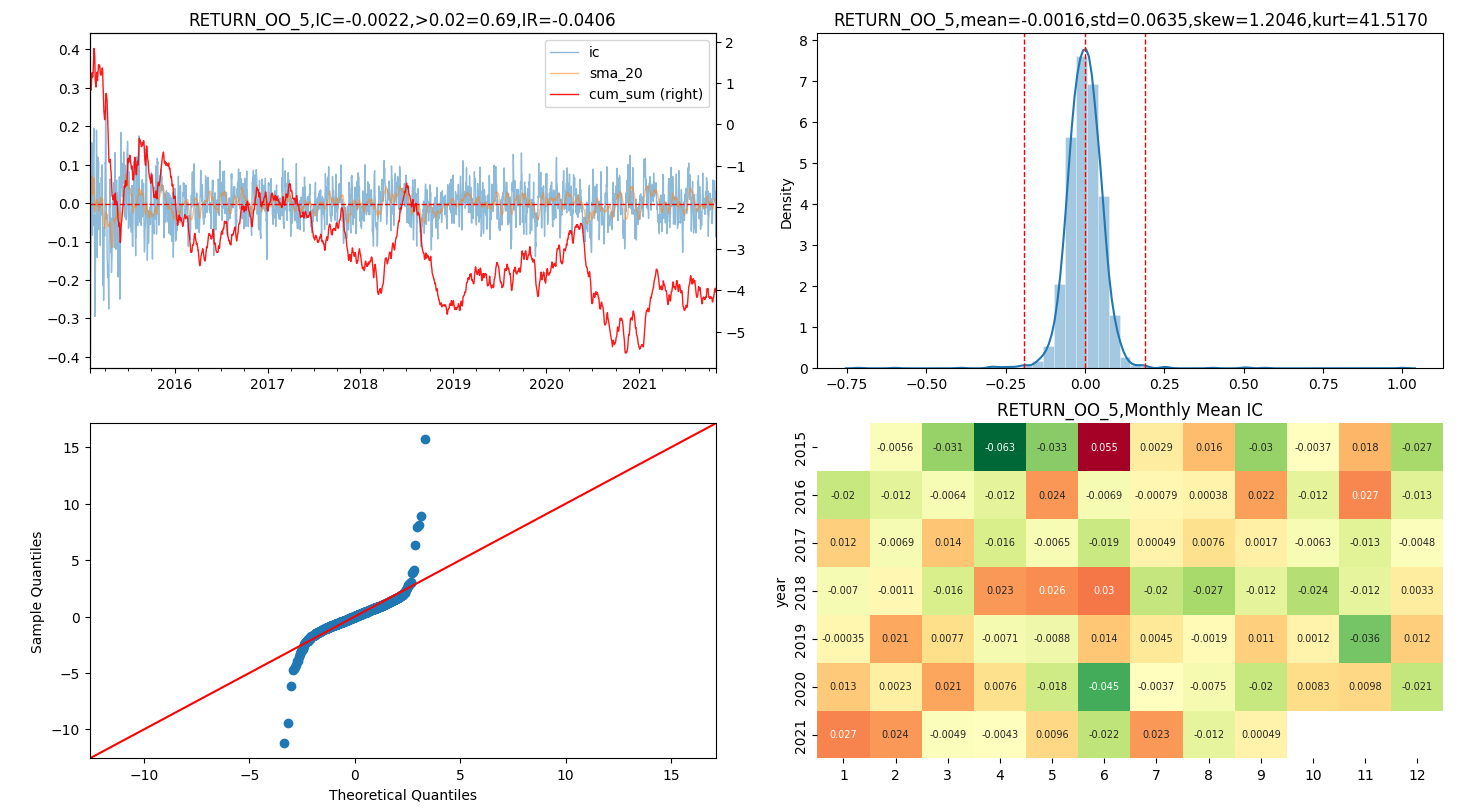 RETURN_OO_5,IC=-0.0022,>0.02=0.69,IR=-0.0406
0.4
0.3
0.2
0.1
0.0
−0.1
−0.2
−0.3
−0.4
2
1
0
−1
−2
−3
−4
−5
ic
sma_20
cum_sum (right)
2016 2017 2018 2019 2020 2021
RETURN_OO_5,mean=-0.0016,std=0.0635,skew=1.2046,kurt=41.5170
Density
8
7
6
5
4
3
2
1
0
−0.75 −0.50 −0.25 0.00 0.25 0.50 0.75 1.00
Sample Quantiles
15
10
5
0
−5
−10
−10 −5 0 5 10 15
Theoretical Quantiles
RETURN_OO_5,Monthly Mean IC
year
2015 -0.0056 -0.031 -0.063 -0.033 0.055 0.0029 0.016 -0.03 -0.0037 0.018 -0.027
2016 -0.02 -0.012 -0.0064 -0.012 0.024 -0.0069 -0.00079 0.00038 0.022 -0.012 0.027 -0.013
2017 0.012 -0.0069 0.014 -0.016 -0.0065 -0.019 0.00049 0.0076 0.0017 -0.0063 -0.013 -0.0048
2018 -0.007 -0.0011 -0.016 0.023 0.026 0.03 -0.02 -0.027 -0.012 -0.024 -0.012 0.0033
2019 -0.00035 0.021 0.0077 -0.0071 -0.0088 0.014 0.0045 -0.0019 0.011 0.0012 -0.036 0.012
2020 0.013 0.0023 0.021 0.0076 -0.018 -0.045 -0.0037 -0.0075 -0.02 0.0083 0.0098 -0.021
2021 0.027 0.024 -0.0049 -0.0043 0.0096 -0.022 0.023 -0.012 0.00049
1 2 3 4 5 6 7 8 9 10 11 12